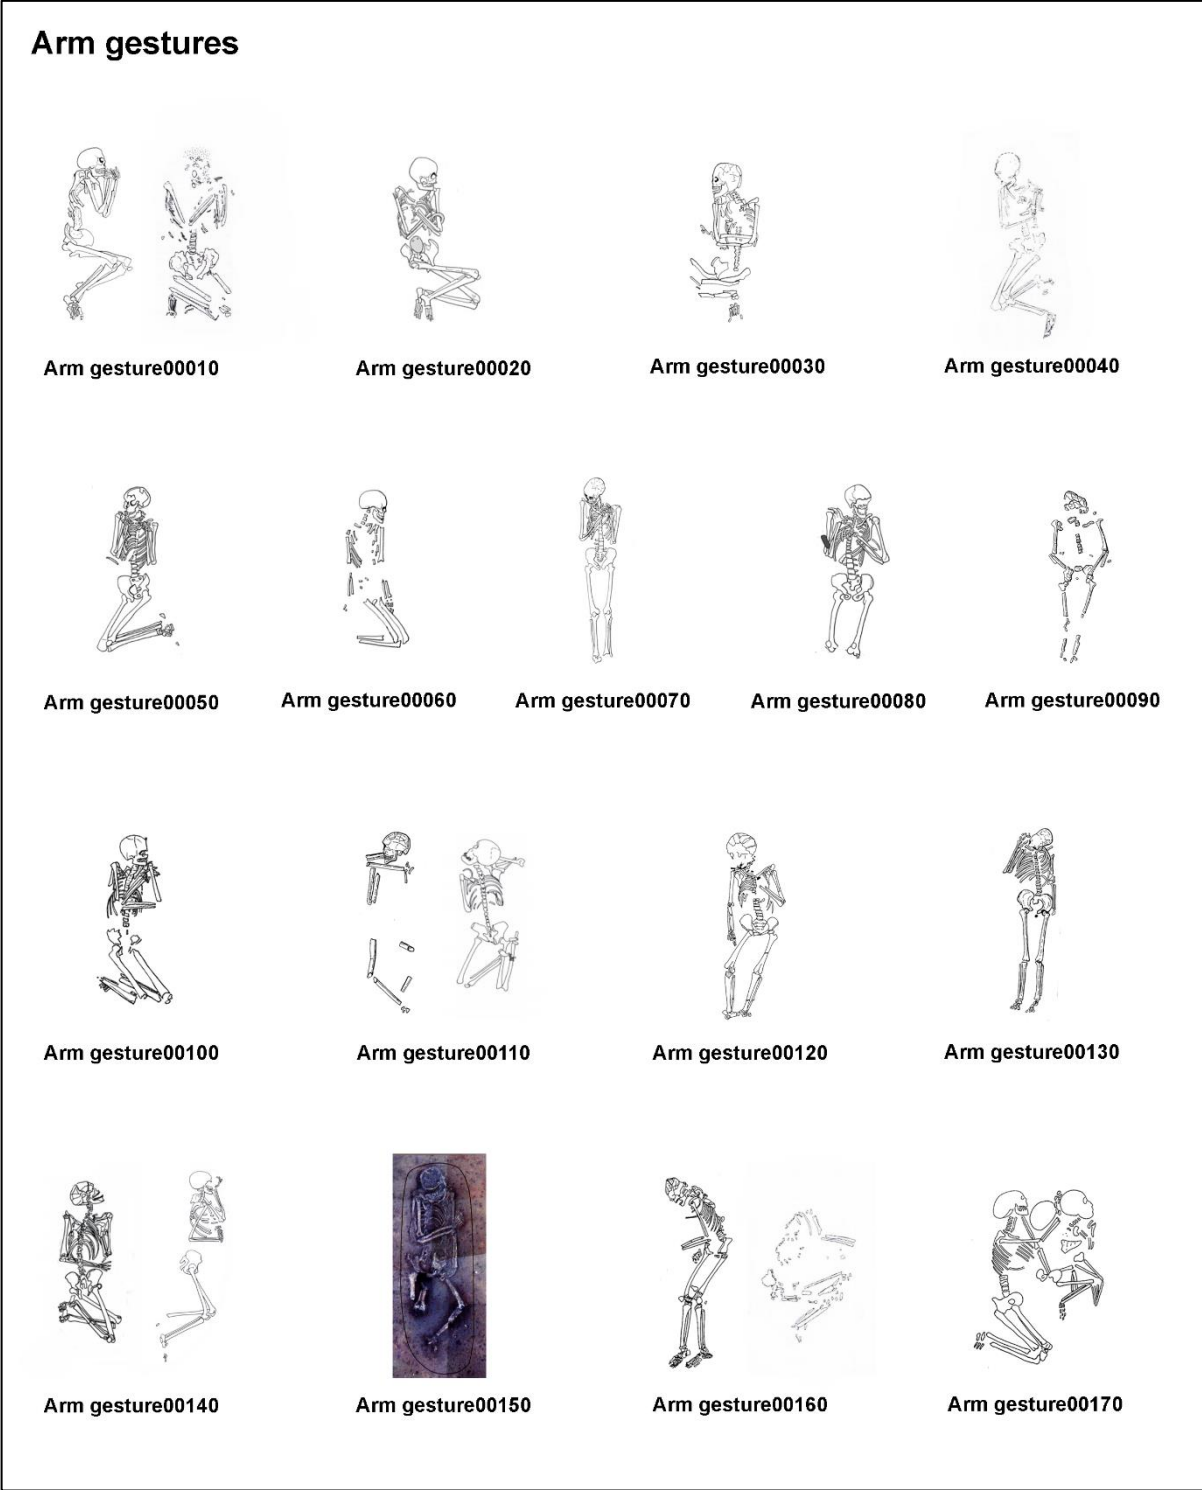 Arm gestures
Arm gesture00010 Arm gesture00020 Arm gesture00030 Arm gesture00040
Arm gesture00050 Arm gesture00060 Arm gesture00070 Arm gesture00080 Arm gesture00090
Arm gesture00100 Arm gesture00110 Arm gesture00120 Arm gesture00130
Arm gesture00140 Arm gesture00150 Arm gesture00160 Arm gesture00170